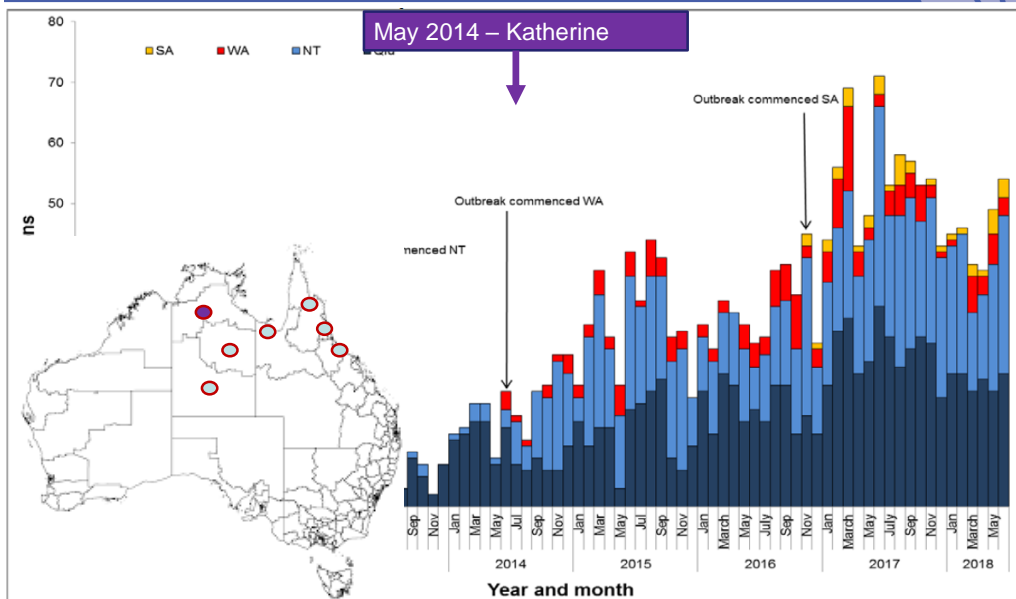 80
May 2014 – Katherine
SA WA NT
70
Outbreak commenced SA
60
50
Outbreak commenced WA
ns
menced NT
Sep Nov Jan Mar May Jul Sep Nov Jan Mar May Jul Sep Nov Jan March May July Sep Nov Jan March May July Sep Nov Jan March May
2014 2015 2016 2017 2018
Year and month